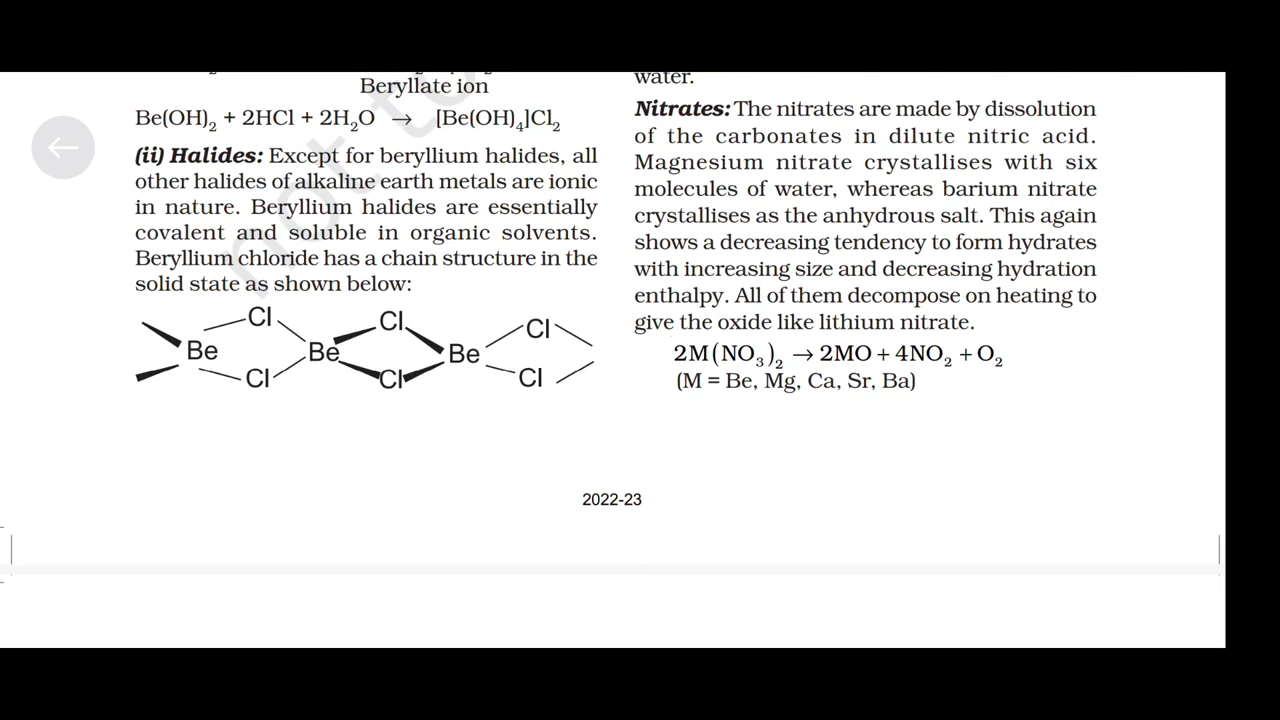 Beryllate ion
Be(OH)₂ + 2HCl + 2H₂O → [Be(OH)₄]Cl₂
(ii) Halides: Except for beryllium halides, all
other halides of alkaline earth metals are ionic
in nature. Beryllium halides are essentially
covalent and soluble in organic solvents.
Beryllium chloride has a chain structure in the
solid state as shown below:
Cl Cl Cl
Be Be Be
Cl Cl Cl
water.
Nitrates: The nitrates are made by dissolution
of the carbonates in dilute nitric acid.
Magnesium nitrate crystallises with six
molecules of water, whereas barium nitrate
crystallises as the anhydrous salt. This again
shows a decreasing tendency to form hydrates
with increasing size and decreasing hydration
enthalpy. All of them decompose on heating to
give the oxide like lithium nitrate.
2M(NO₃)₂ → 2MO + 4NO₂ + O₂
(M = Be, Mg, Ca, Sr, Ba)
2022-23
not to